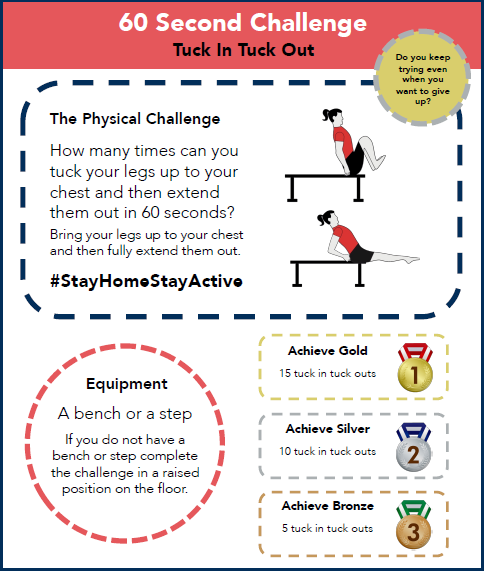 60 Second Challenge
Tuck In Tuck Out
Do you keep
trying even
when you
want to give
up?
The Physical Challenge
How many times can you
tuck your legs up to your
chest and then extend
them out in 60 seconds?
Bring your legs up to your chest
and then fully extend them out.
#StayHomeStayActive
Equipment
A bench or a step
If you do not have a
bench or step complete
the challenge in a raised
position on the floor.
Achieve Gold
15 tuck in tuck outs
1
Achieve Silver
10 tuck in tuck outs
2
Achieve Bronze
5 tuck in tuck outs
3